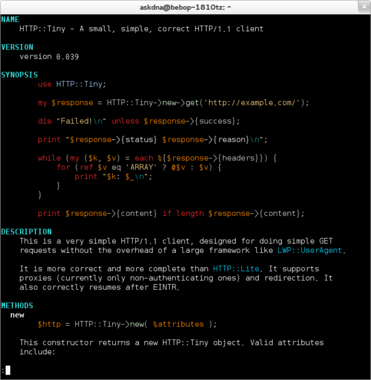 askdna@bebop-1810tz: ~
NAME
HTTP::Tiny - A small, simple, correct HTTP/1.1 client
VERSION
version 0.039
SYNOPSIS
use HTTP::Tiny;
my $response = HTTP::Tiny->new->get('http://example.com/');
die "Failed!\n" unless $response->{success};
print "$response->{status} $response->{reason}\n";
while (my ($k, $v) = each %{$response->{headers}}) {
for (ref $v eq 'ARRAY' ? @$v : $v) {
print "$k: $_\n";
}
}
print $response->{content} if length $response->{content};
DESCRIPTION
This is a very simple HTTP/1.1 client, designed for doing simple GET
requests without the overhead of a large framework like LWP::UserAgent.
It is more correct and more complete than HTTP::Lite. It supports
proxies (currently only non-authenticating ones) and redirection. It
also correctly resumes after EINTR.
METHODS
new
$http = HTTP::Tiny->new( %attributes );
This constructor returns a new HTTP::Tiny object. Valid attributes
include:
: